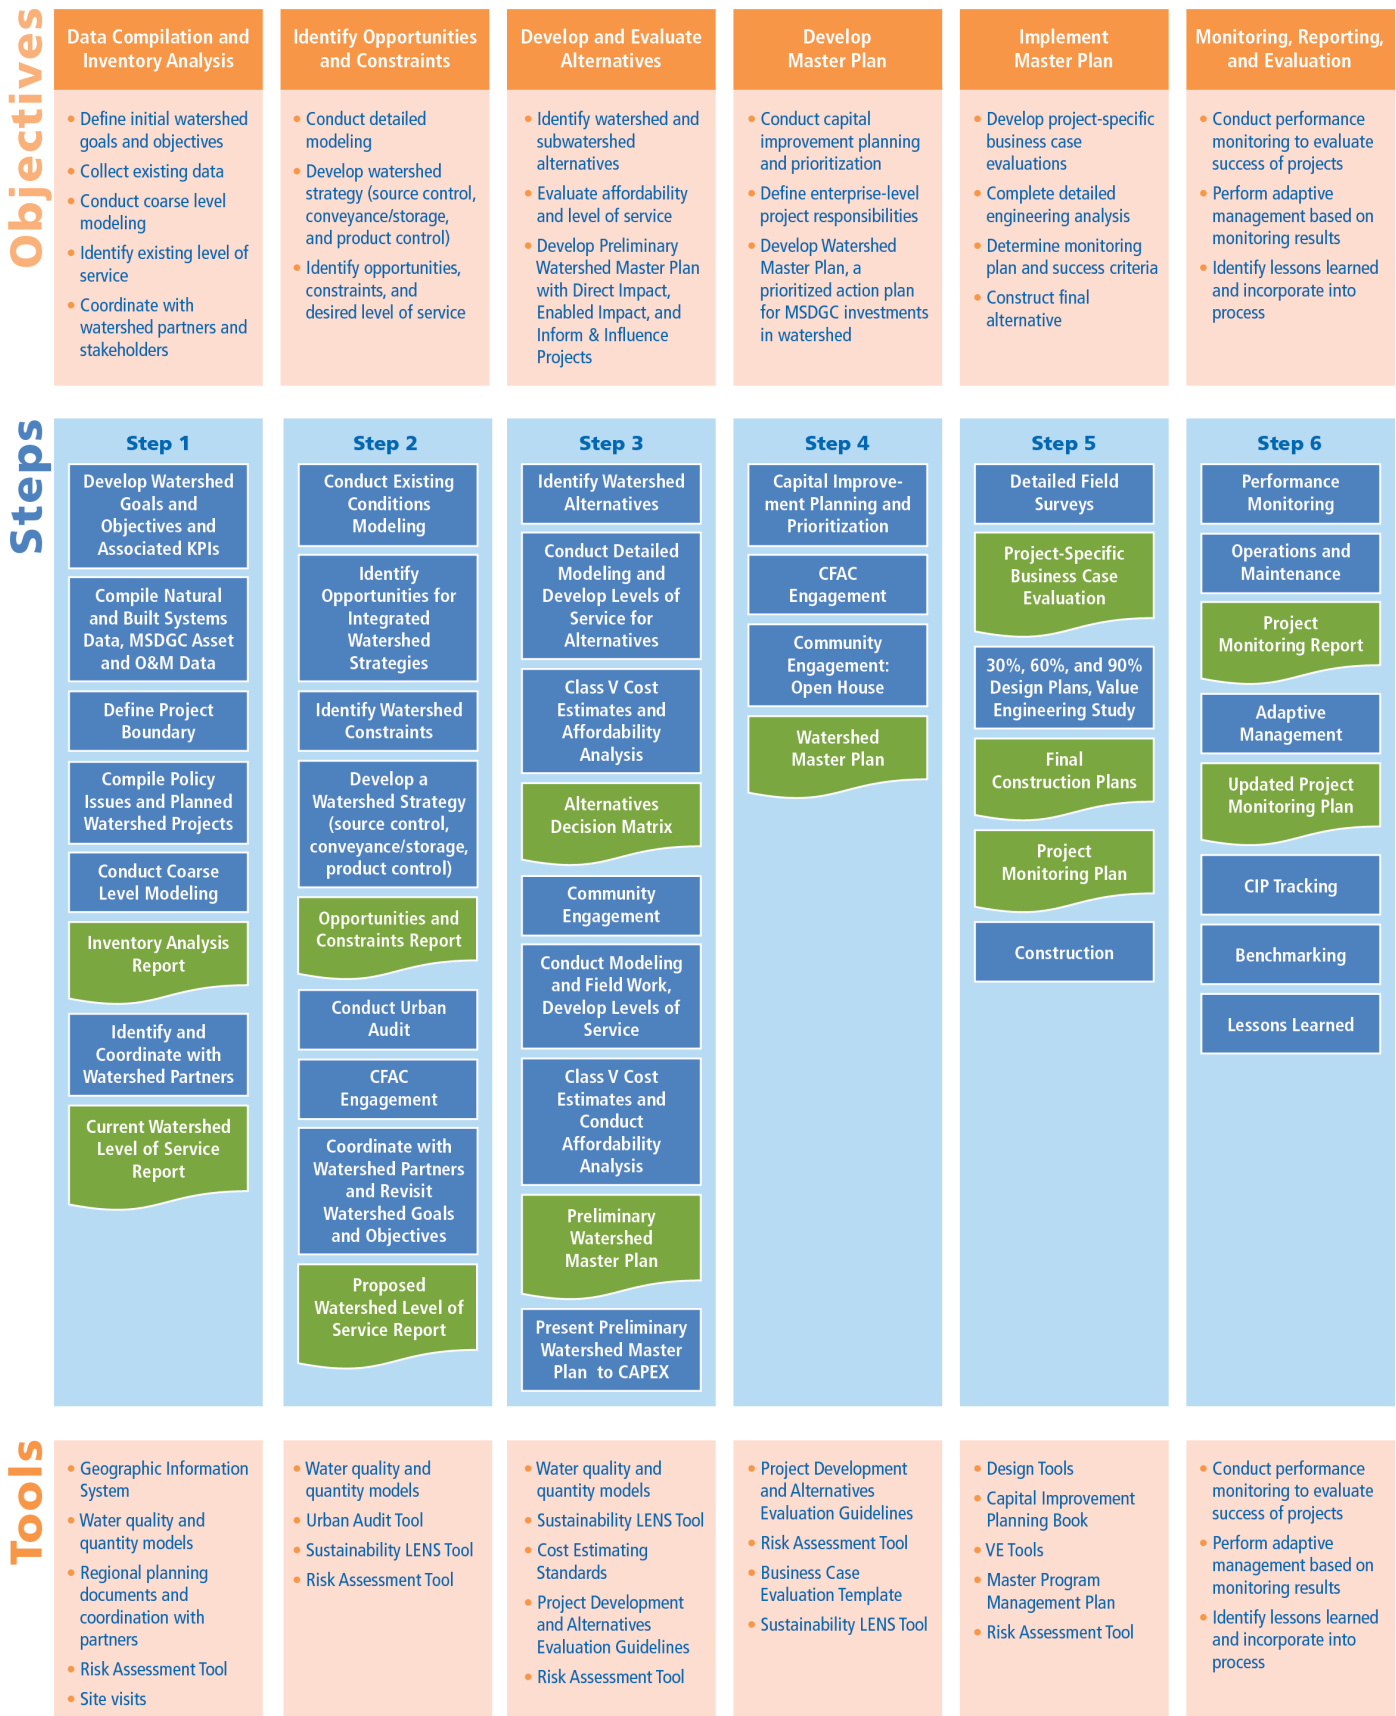 Objectives
Data Compilation and
Inventory Analysis
• Define initial watershed
goals and objectives
• Collect existing data
• Conduct coarse level
modeling
• Identify existing level of
service
• Coordinate with
watershed partners and
stakeholders
Identify Opportunities
and Constraints
• Conduct detailed
modeling
• Develop watershed
strategy (source control,
conveyance/storage,
and product control)
• Identify opportunities,
constraints, and
desired level of service
Develop and Evaluate
Alternatives
• Identify watershed and
subwatershed
alternatives
• Evaluate affordability
and level of service
• Develop Preliminary
Watershed Master Plan
with Direct Impact,
Enabled Impact, and
Inform & Influence
Projects
Develop
Master Plan
• Conduct capital
improvement planning
and prioritization
• Define enterprise-level
project responsibilities
• Develop Watershed
Master Plan, a
prioritized action plan
for MSDGC investments
in watershed
Implement
Master Plan
• Develop project-specific
business case
evaluations
• Complete detailed
engineering analysis
• Determine monitoring
plan and success criteria
• Construct final
alternative
Monitoring, Reporting,
and Evaluation
• Conduct performance
monitoring to evaluate
success of projects
• Perform adaptive
management based on
monitoring results
• Identify lessons learned
and incorporate into
process
Steps
Step 1
Develop Watershed
Goals and
Objectives and
Associated KPIs
Compile Natural
and Built Systems
Data, MSDGC Asset
and O&M Data
Define Project
Boundary
Compile Policy
Issues and Planned
Watershed Projects
Conduct Coarse
Level Modeling
Inventory Analysis
Report
Identify and
Coordinate with
Watershed Partners
Current Watershed
Level of Service
Report
Step 2
Conduct Existing
Conditions
Modeling
Identify
Opportunities for
Integrated
Watershed
Strategies
Identify Watershed
Constraints
Develop a
Watershed Strategy
(source control,
conveyance/storage,
product control)
Opportunities and
Constraints Report
Conduct Urban
Audit
CFAC
Engagement
Coordinate with
Watershed Partners
and Revisit
Watershed Goals
and Objectives
Proposed
Watershed Level of
Service Report
Step 3
Identify Watershed
Alternatives
Conduct Detailed
Modeling and
Develop Levels of
Service for
Alternatives
Class V Cost
Estimates and
Affordability
Analysis
Alternatives
Decision Matrix
Community
Engagement
Conduct Modeling
and Field Work,
Develop Levels of
Service
Class V Cost
Estimates and
Conduct
Affordability
Analysis
Preliminary
Watershed
Master Plan
Present Preliminary
Watershed Master
Plan to CAPEX
Step 4
Capital Improve-
ment Planning and
Prioritization
CFAC
Engagement
Community
Engagement:
Open House
Watershed
Master Plan
Step 5
Detailed Field
Surveys
Project-Specific
Business Case
Evaluation
30%, 60%, and 90%
Design Plans, Value
Engineering Study
Final
Construction Plans
Project
Monitoring Plan
Construction
Step 6
Performance
Monitoring
Operations and
Maintenance
Project
Monitoring Report
Adaptive
Management
Updated Project
Monitoring Plan
CIP Tracking
Benchmarking
Lessons Learned
Tools
• Geographic Information
System
• Water quality and
quantity models
• Regional planning
documents and
coordination with
partners
• Risk Assessment Tool
• Site visits
• Water quality and
quantity models
• Urban Audit Tool
• Sustainability LENS Tool
• Risk Assessment Tool
• Water quality and
quantity models
• Sustainability LENS Tool
• Cost Estimating
Standards
• Project Development
and Alternatives
Evaluation Guidelines
• Risk Assessment Tool
• Project Development
and Alternatives
Evaluation Guidelines
• Risk Assessment Tool
• Business Case
Evaluation Template
• Sustainability LENS Tool
• Design Tools
• Capital Improvement
Planning Book
• VE Tools
• Master Program
Management Plan
• Risk Assessment Tool
• Conduct performance
monitoring to evaluate
success of projects
• Perform adaptive
management based on
monitoring results
• Identify lessons learned
and incorporate into
process